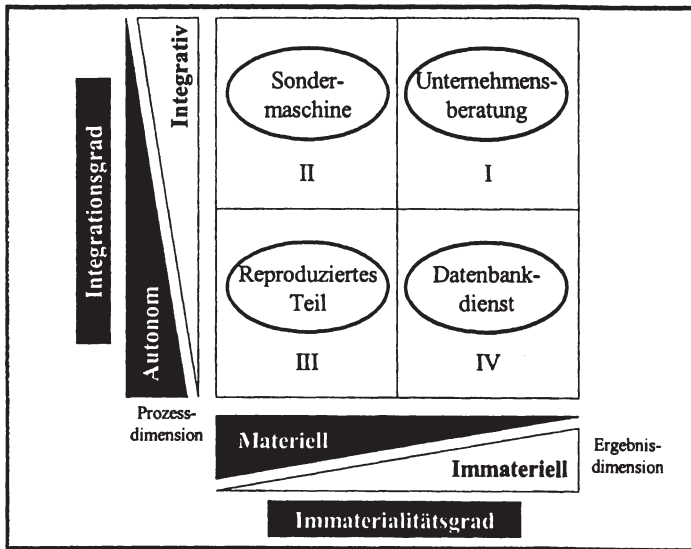 Integrationsgrad
Autonom
Integrativ
Sonder-
maschine
II
Unternehmens-
beratung
I
Reproduziertes
Teil
III
Datenbank-
dienst
IV
Prozess-
dimension
Materiell
Immateriell
Ergebnis-
dimension
Immaterialitätsgrad